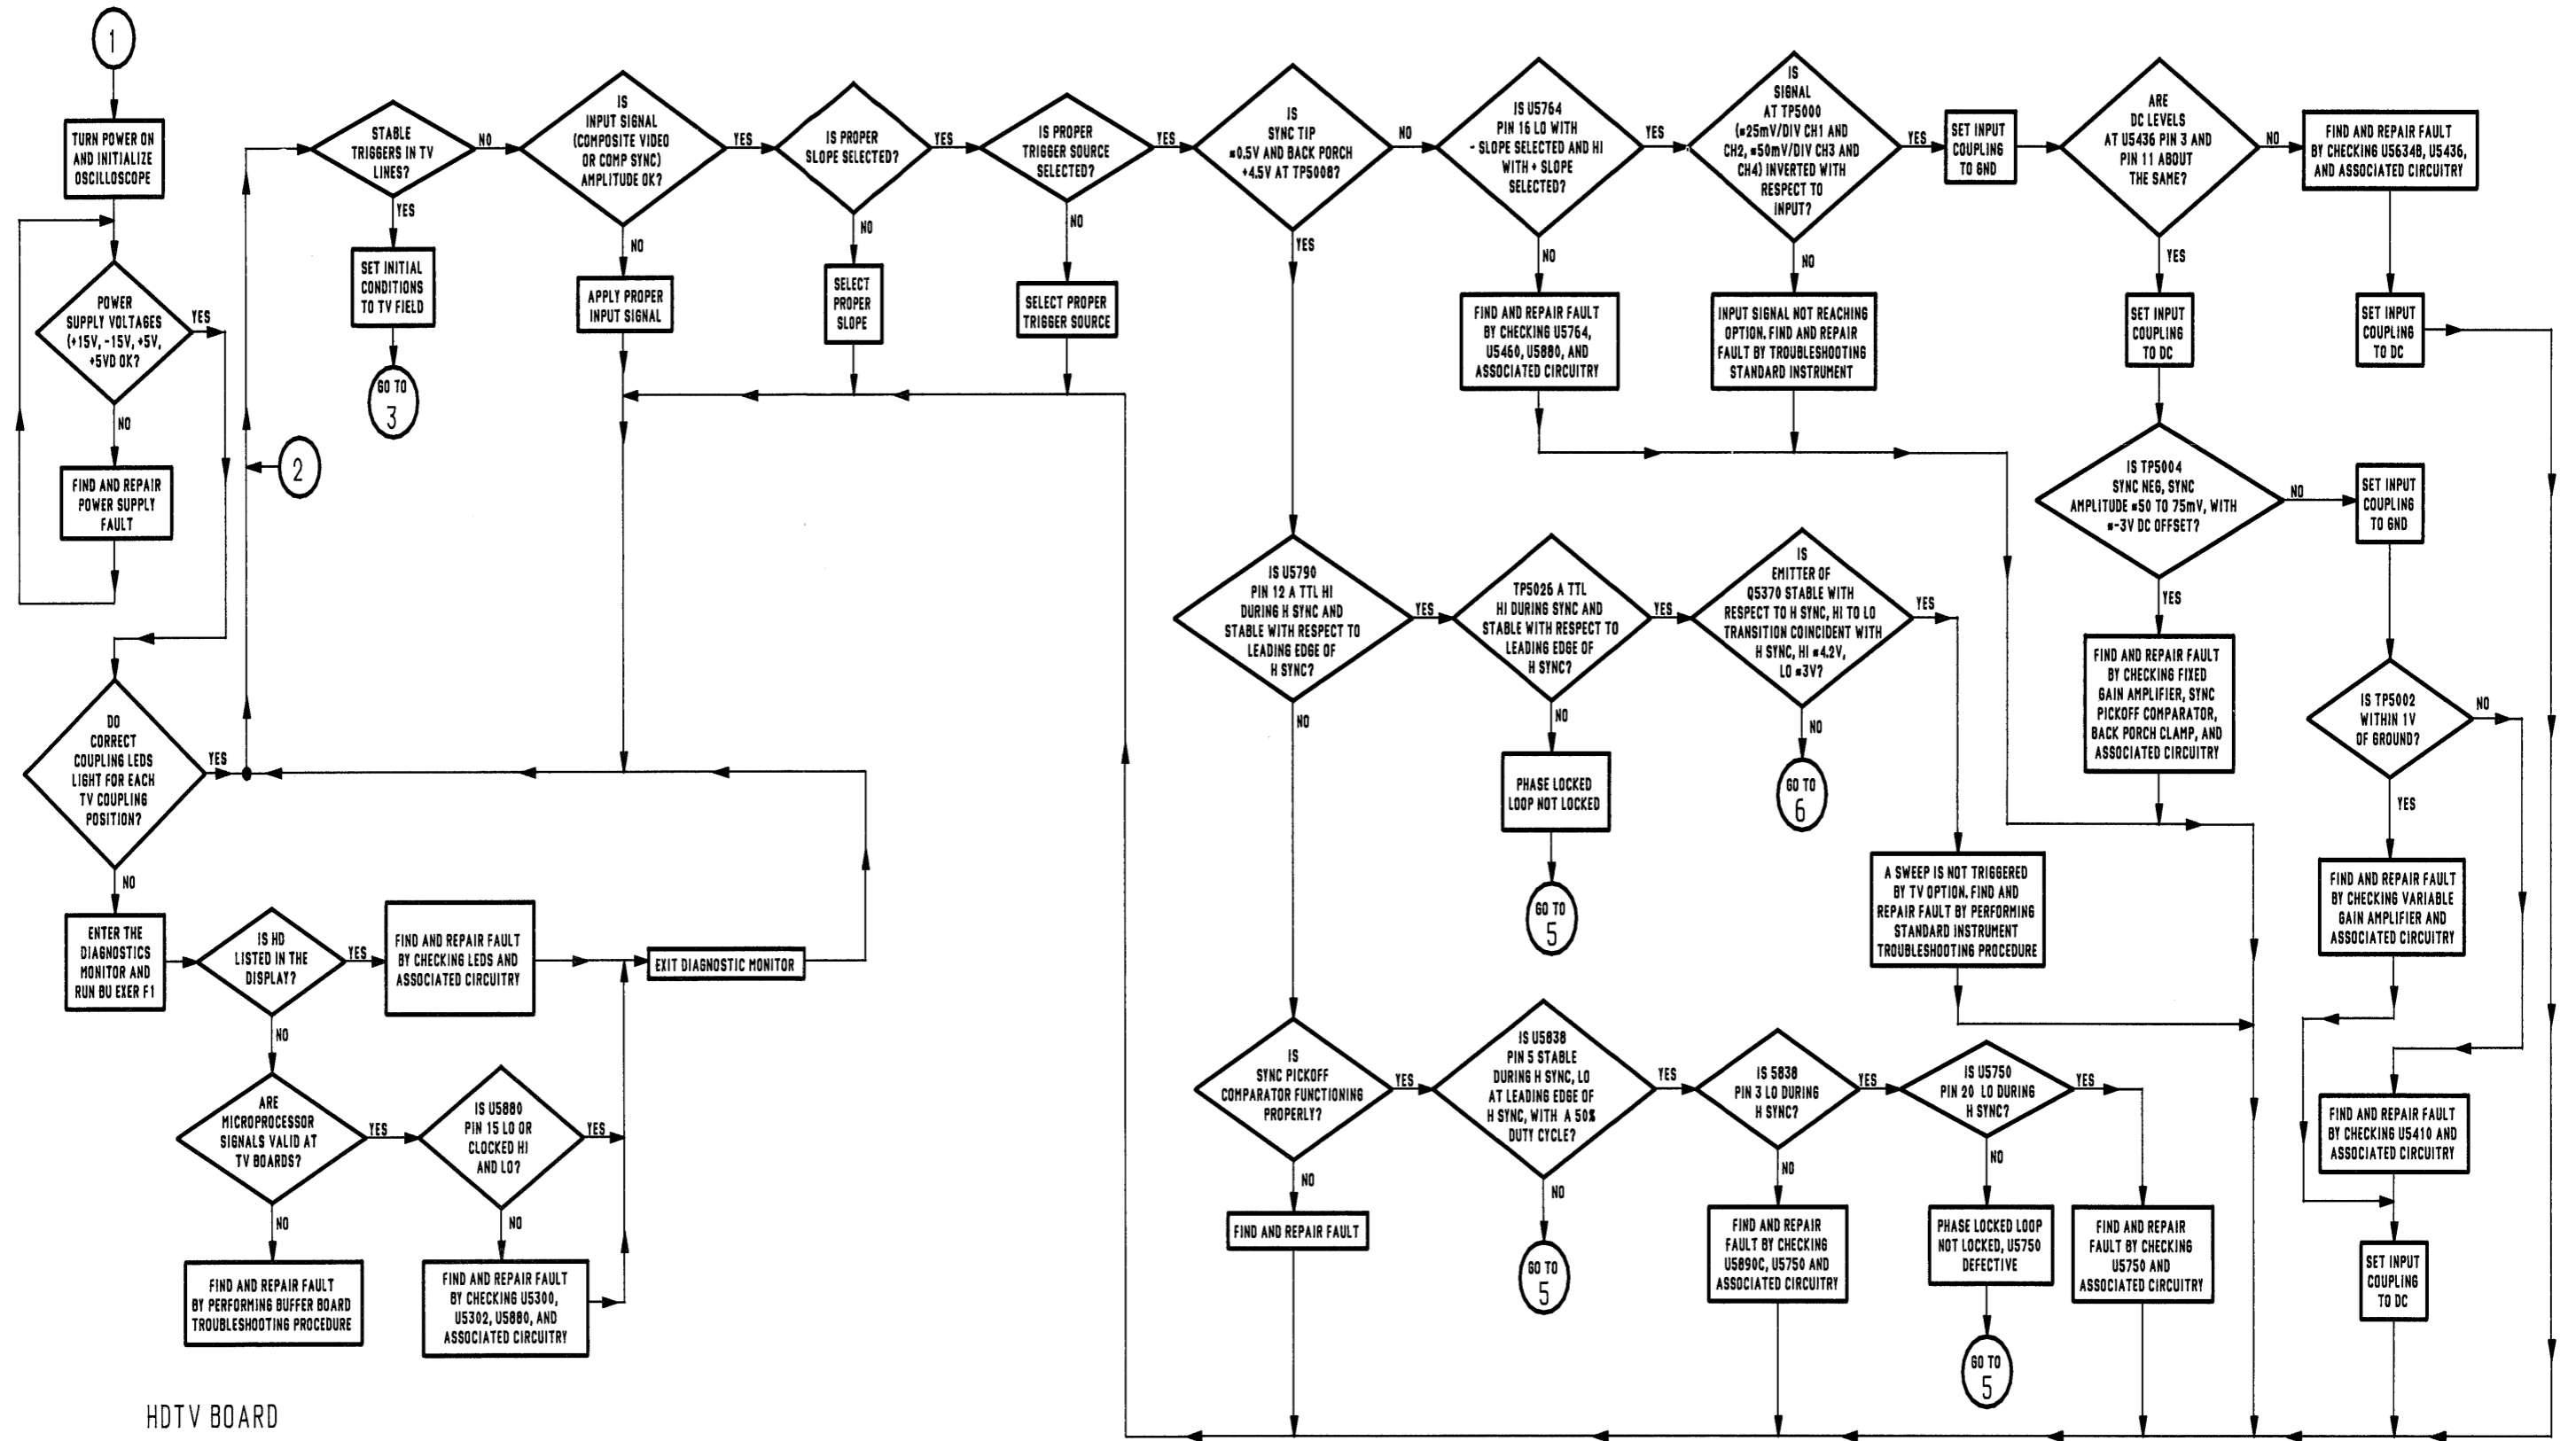 1
TURN POWER ON
AND INITIALIZE
OSCILLOSCOPE
POWER
SUPPLY VOLTAGES
(+15V, -15V, +5V,
+5VD OK?
YES
NO
FIND AND REPAIR
POWER SUPPLY
FAULT
DO
CORRECT
COUPLING LEDS
LIGHT FOR EACH
TV COUPLING
POSITION?
YES
NO
ENTER THE
DIAGNOSTICS
MONITOR AND
RUN BU EXER F1
IS HD
LISTED IN THE
DISPLAY?
YES
NO
FIND AND REPAIR FAULT
BY CHECKING LEDS AND
ASSOCIATED CIRCUITRY
EXIT DIAGNOSTIC MONITOR
ARE
MICROPROCESSOR
SIGNALS VALID AT
TV BOARDS?
YES
NO
FIND AND REPAIR FAULT
BY PERFORMING BUFFER BOARD
TROUBLESHOOTING PROCEDURE
IS U5880
PIN 15 LO OR
CLOCKED HI
AND LO?
YES
NO
FIND AND REPAIR FAULT
BY CHECKING U5300,
U5302, U5880, AND
ASSOCIATED CIRCUITRY
2
STABLE
TRIGGERS IN TV
LINES?
NO
YES
SET INITIAL
CONDITIONS
TO TV FIELD
GO TO
3
IS
INPUT SIGNAL
(COMPOSITE VIDEO
OR COMP SYNC)
AMPLITUDE OK?
YES
NO
APPLY PROPER
INPUT SIGNAL
IS PROPER
SLOPE SELECTED?
YES
NO
SELECT
PROPER
SLOPE
IS PROPER
TRIGGER SOURCE
SELECTED?
YES
NO
SELECT PROPER
TRIGGER SOURCE
IS
SYNC TIP
≈0.5V AND BACK PORCH
+4.5V AT TP5008?
NO
YES
IS U5764
PIN 16 LO WITH
- SLOPE SELECTED AND HI
WITH + SLOPE
SELECTED?
YES
NO
FIND AND REPAIR FAULT
BY CHECKING U5764,
U5460, U5880, AND
ASSOCIATED CIRCUITRY
IS
SIGNAL
AT TP5000
(≈25mV/DIV CH1 AND
CH2, ≈50mV/DIV CH3 AND
CH4) INVERTED WITH
RESPECT TO
INPUT?
YES
NO
INPUT SIGNAL NOT REACHING
OPTION. FIND AND REPAIR
FAULT BY TROUBLESHOOTING
STANDARD INSTRUMENT
SET INPUT
COUPLING
TO GND
ARE
DC LEVELS
AT U5436 PIN 3 AND
PIN 11 ABOUT
THE SAME?
NO
YES
FIND AND REPAIR FAULT
BY CHECKING U5634B, U5436,
AND ASSOCIATED CIRCUITRY
SET INPUT
COUPLING
TO DC
SET INPUT
COUPLING
TO DC
IS TP5004
SYNC NEG, SYNC
AMPLITUDE ≈50 TO 75mV, WITH
≈-3V DC OFFSET?
NO
YES
SET INPUT
COUPLING
TO GND
FIND AND REPAIR FAULT
BY CHECKING FIXED
GAIN AMPLIFIER, SYNC
PICKOFF COMPARATOR,
BACK PORCH CLAMP, AND
ASSOCIATED CIRCUITRY
IS TP5002
WITHIN 1V
OF GROUND?
NO
YES
FIND AND REPAIR FAULT
BY CHECKING VARIABLE
GAIN AMPLIFIER AND
ASSOCIATED CIRCUITRY
FIND AND REPAIR FAULT
BY CHECKING U5410 AND
ASSOCIATED CIRCUITRY
SET INPUT
COUPLING
TO DC
IS U5790
PIN 12 A TTL HI
DURING H SYNC AND
STABLE WITH RESPECT TO
LEADING EDGE OF
H SYNC?
YES
NO
TP5026 A TTL
HI DURING SYNC AND
STABLE WITH RESPECT TO
LEADING EDGE OF
H SYNC?
YES
NO
PHASE LOCKED
LOOP NOT LOCKED
GO TO
5
IS
EMITTER OF
Q5370 STABLE WITH
RESPECT TO H SYNC, HI TO LO
TRANSITION COINCIDENT WITH
H SYNC, HI ≈4.2V,
LO ≈3V?
YES
NO
GO TO
6
A SWEEP IS NOT TRIGGERED
BY TV OPTION. FIND AND
REPAIR FAULT BY PERFORMING
STANDARD INSTRUMENT
TROUBLESHOOTING PROCEDURE
IS
SYNC PICKOFF
COMPARATOR FUNCTIONING
PROPERLY?
YES
NO
FIND AND REPAIR FAULT
IS U5838
PIN 5 STABLE
DURING H SYNC, LO
AT LEADING EDGE OF
H SYNC, WITH A 50%
DUTY CYCLE?
YES
NO
GO TO
5
IS 5838
PIN 3 LO DURING
H SYNC?
YES
NO
FIND AND REPAIR
FAULT BY CHECKING
U5890C, U5750 AND
ASSOCIATED CIRCUITRY
IS U5750
PIN 20 LO DURING
H SYNC?
YES
NO
PHASE LOCKED LOOP
NOT LOCKED, U5750
DEFECTIVE
GO TO
5
FIND AND REPAIR
FAULT BY CHECKING
U5750 AND
ASSOCIATED CIRCUITRY
HDTV BOARD